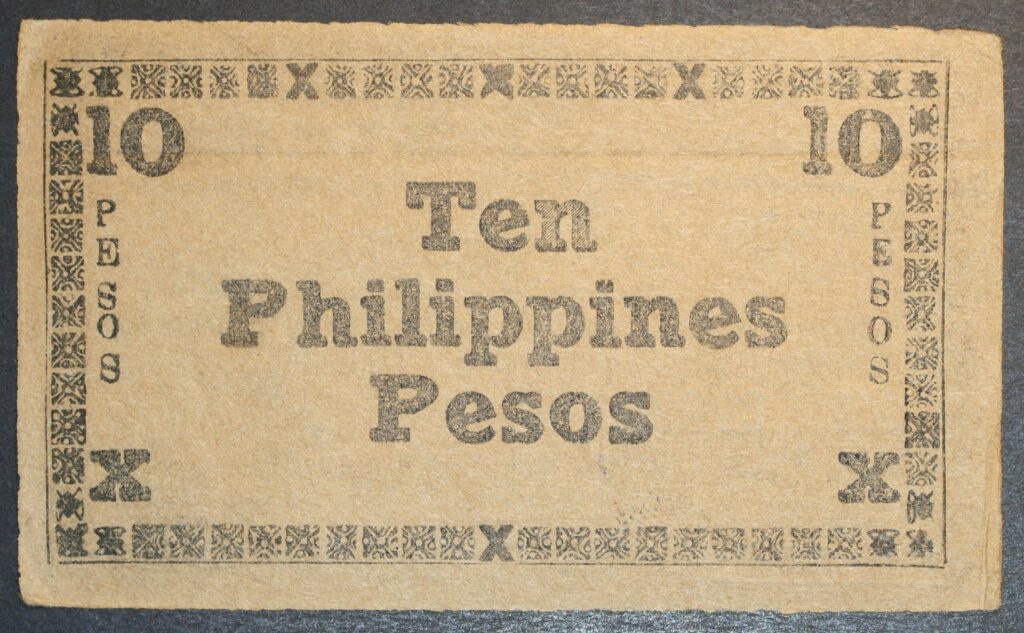 X X X
10 10
Ten
Philippines
Pesos
PESOS PESOS
X X
X